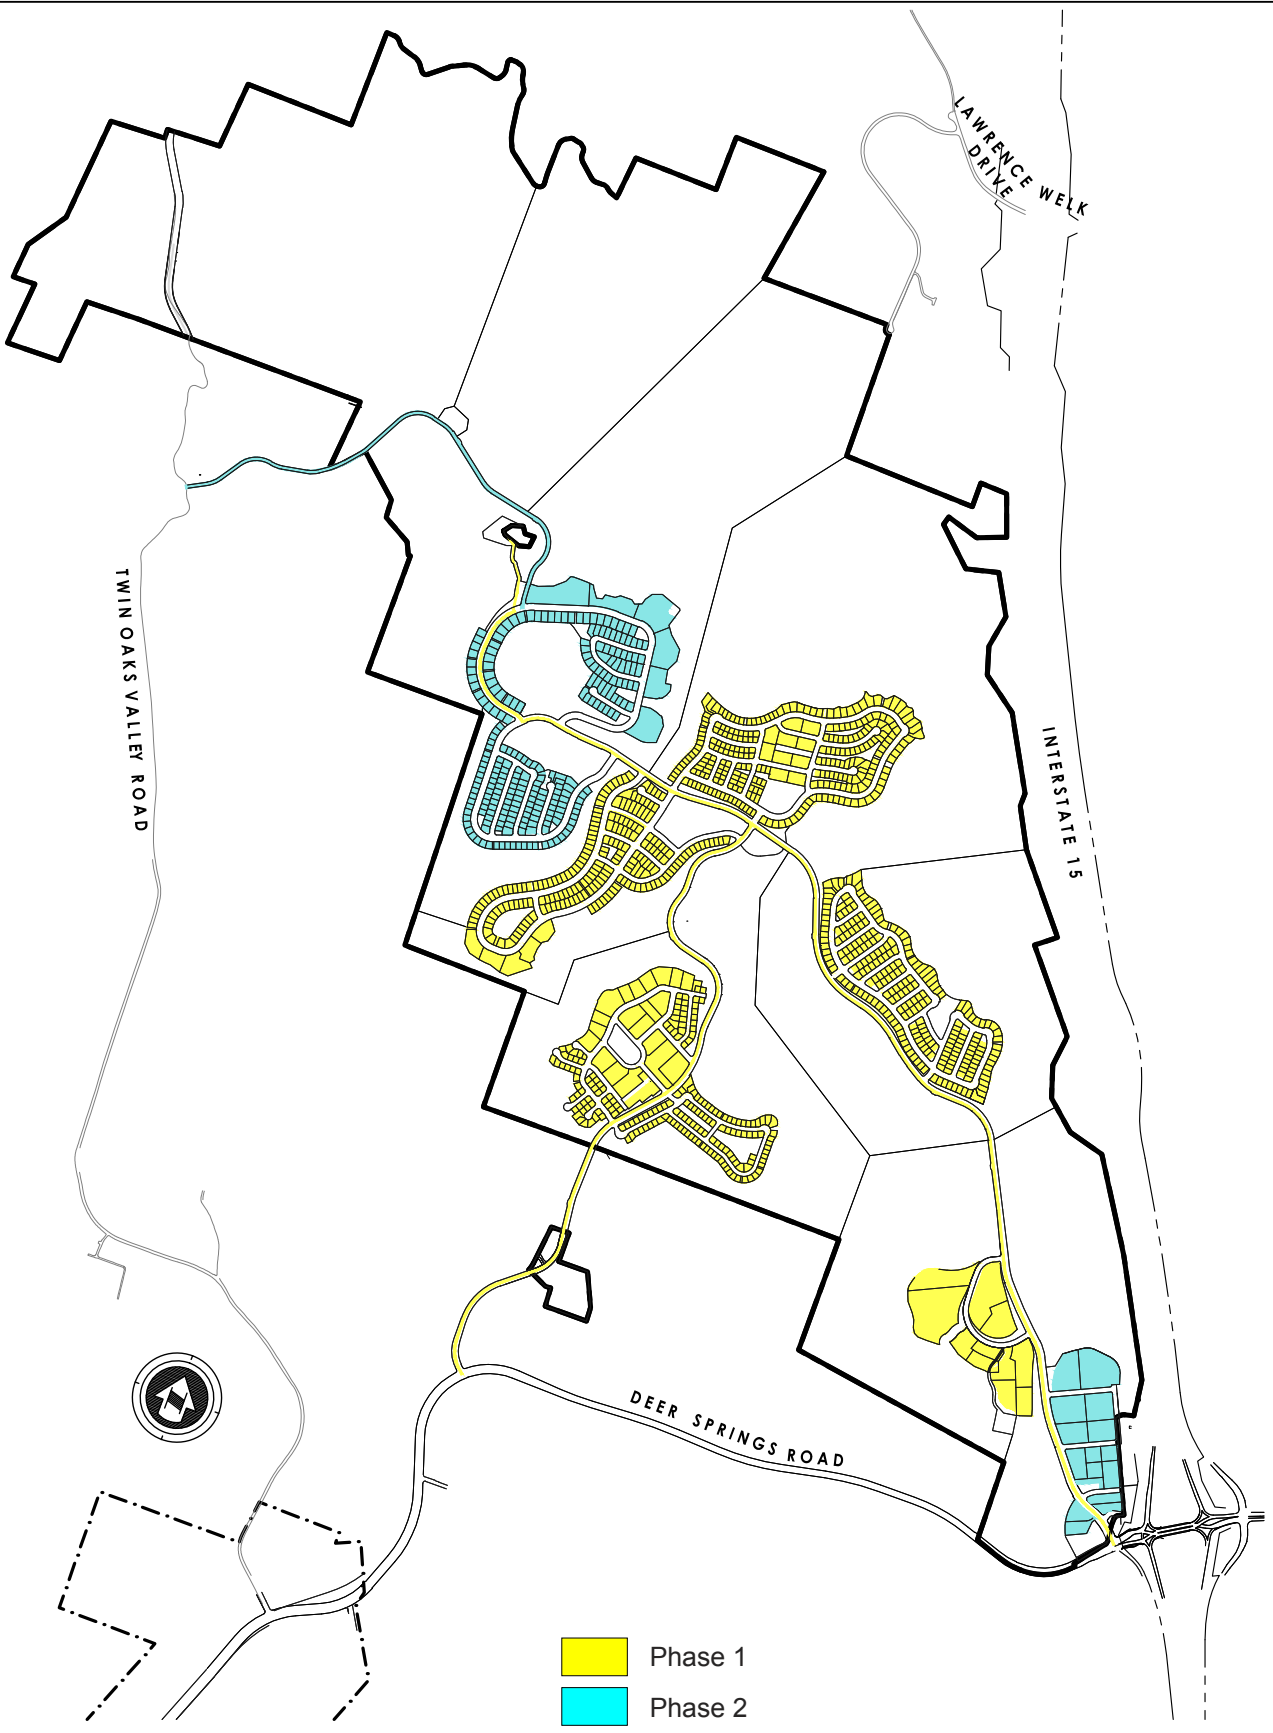 LAWRENCE WELK
DRIVE
TWIN OAKS VALLEY ROAD
INTERSTATE 15
DEER SPRINGS ROAD
Phase 1
Phase 2